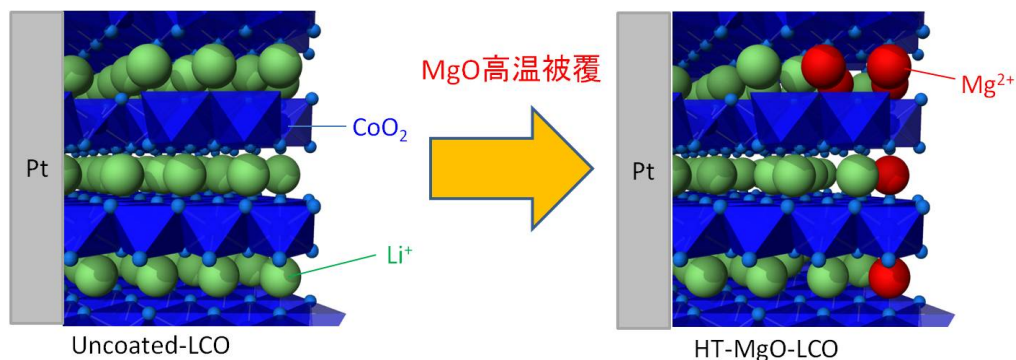 Pt
CoO₂
Li⁺
Uncoated-LCO
MgO高温被覆
Pt
Mg²⁺
HT-MgO-LCO